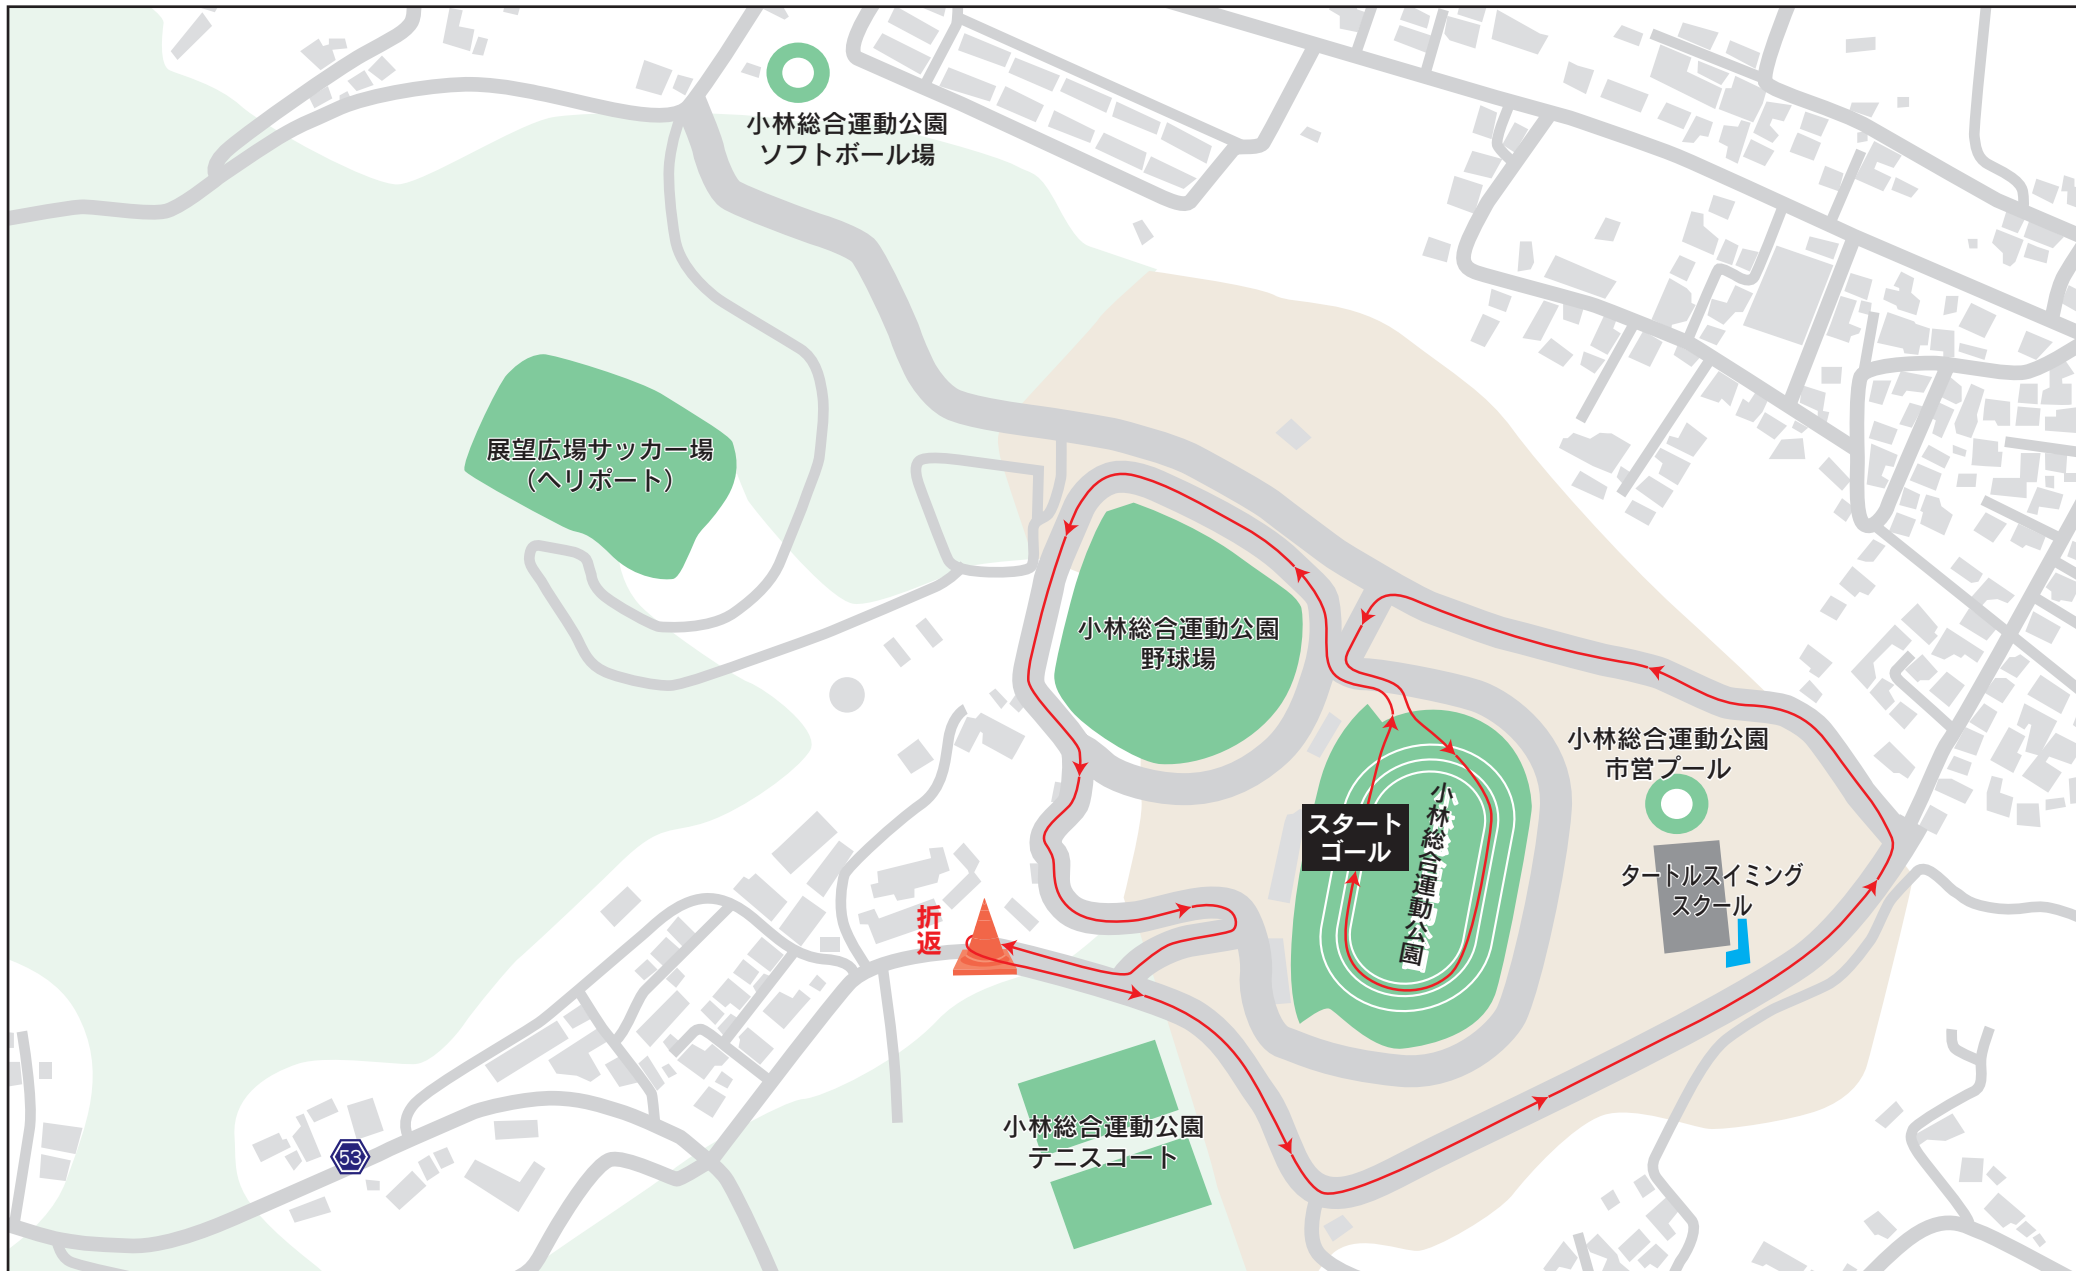 小林総合運動公園
ソフトボール場
展望広場サッカー場
（ヘリポート）
小林総合運動公園
野球場
小林総合運動公園
市営プール
スタート
ゴール
小林総合運動公園
タートルスイミング
スクール
折返
小林総合運動公園
テニスコート
53